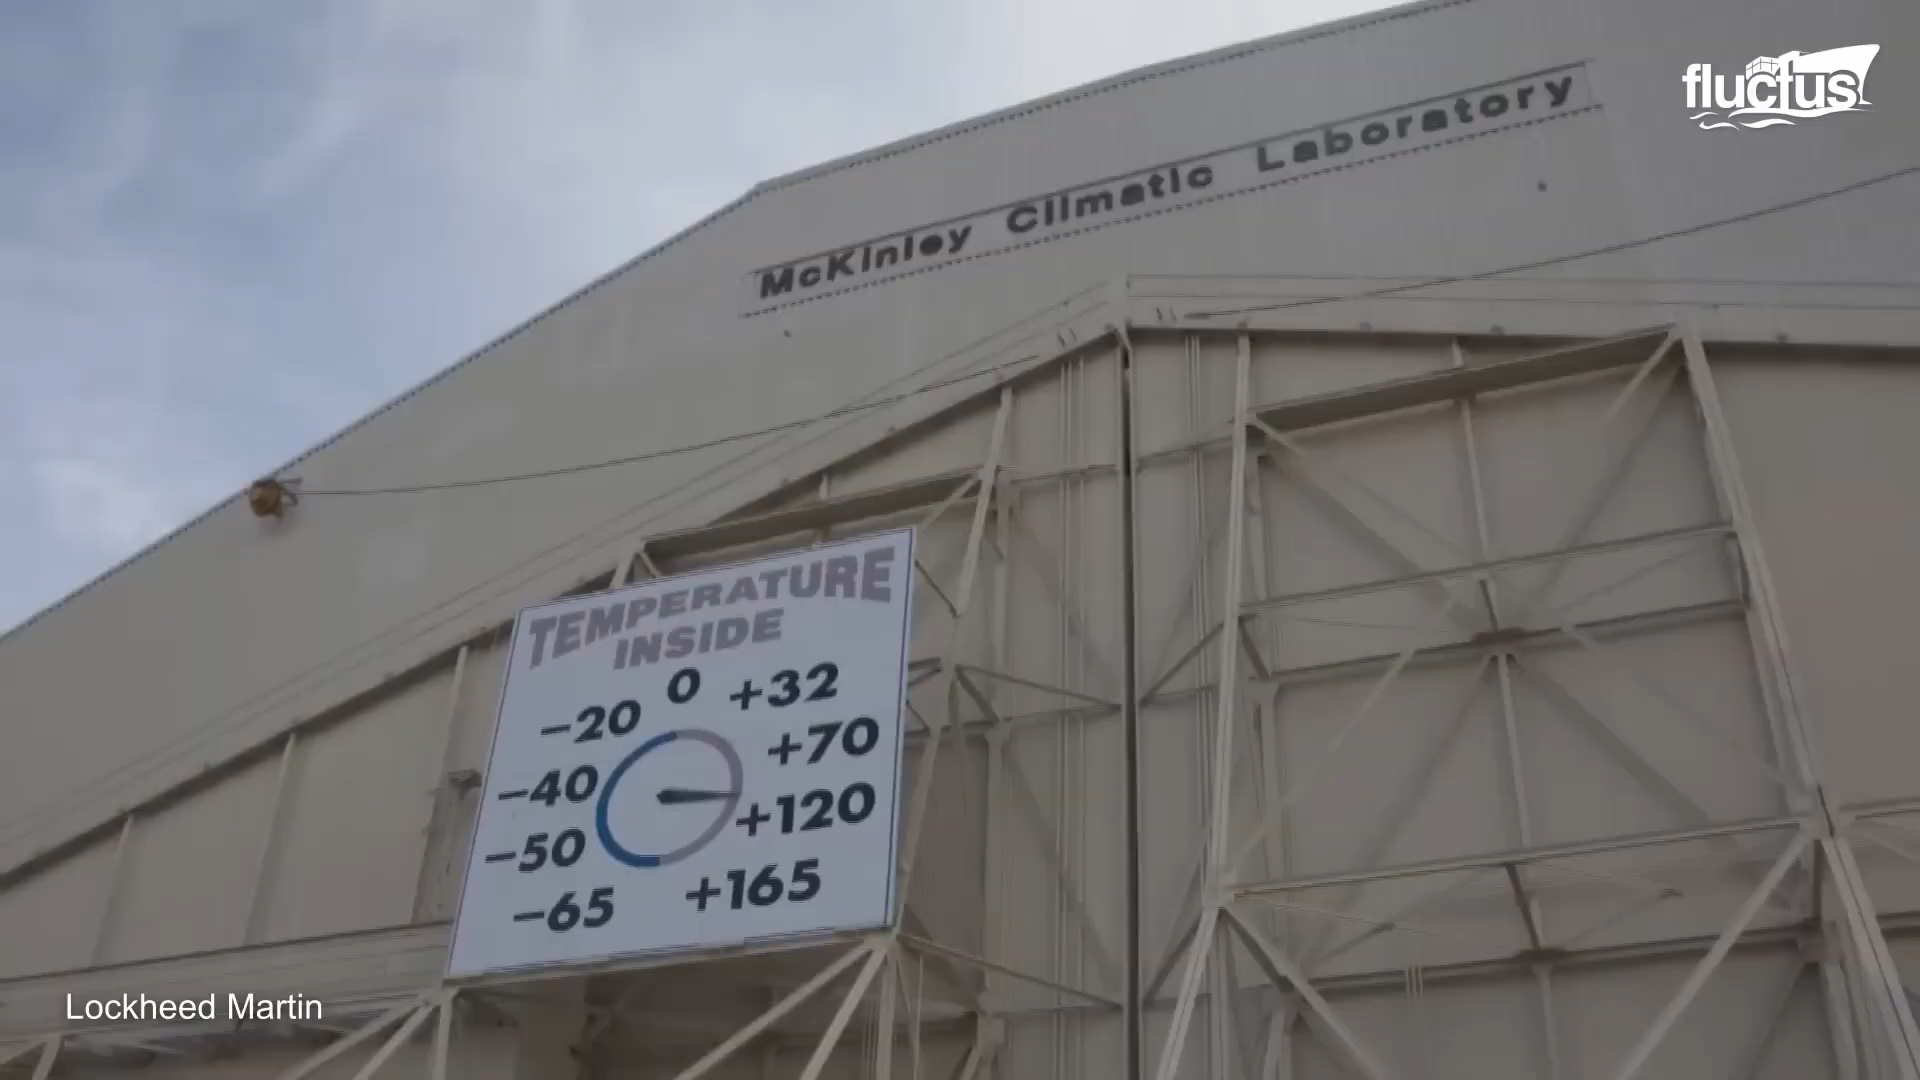 fluctus
McKinley Climatic Laboratory
TEMPERATURE
INSIDE
0
+32
-20
+70
-40
+120
-50
+165
-65
Lockheed Martin